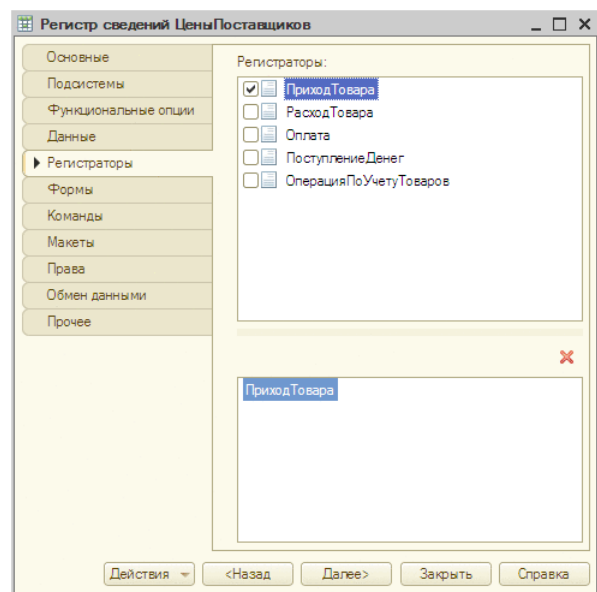 Регистр сведений ЦеныПоставщиков
Основные
Подсистемы
Функциональные опции
Данные
Регистраторы
Формы
Команды
Макеты
Права
Обмен данными
Прочее
Регистраторы:
ПриходТовара
РасходТовара
Оплата
ПоступлениеДенег
ОперацияПоУчетуТоваров
ПриходТовара
Действия
<Назад
Далее>
Закрыть
Справка